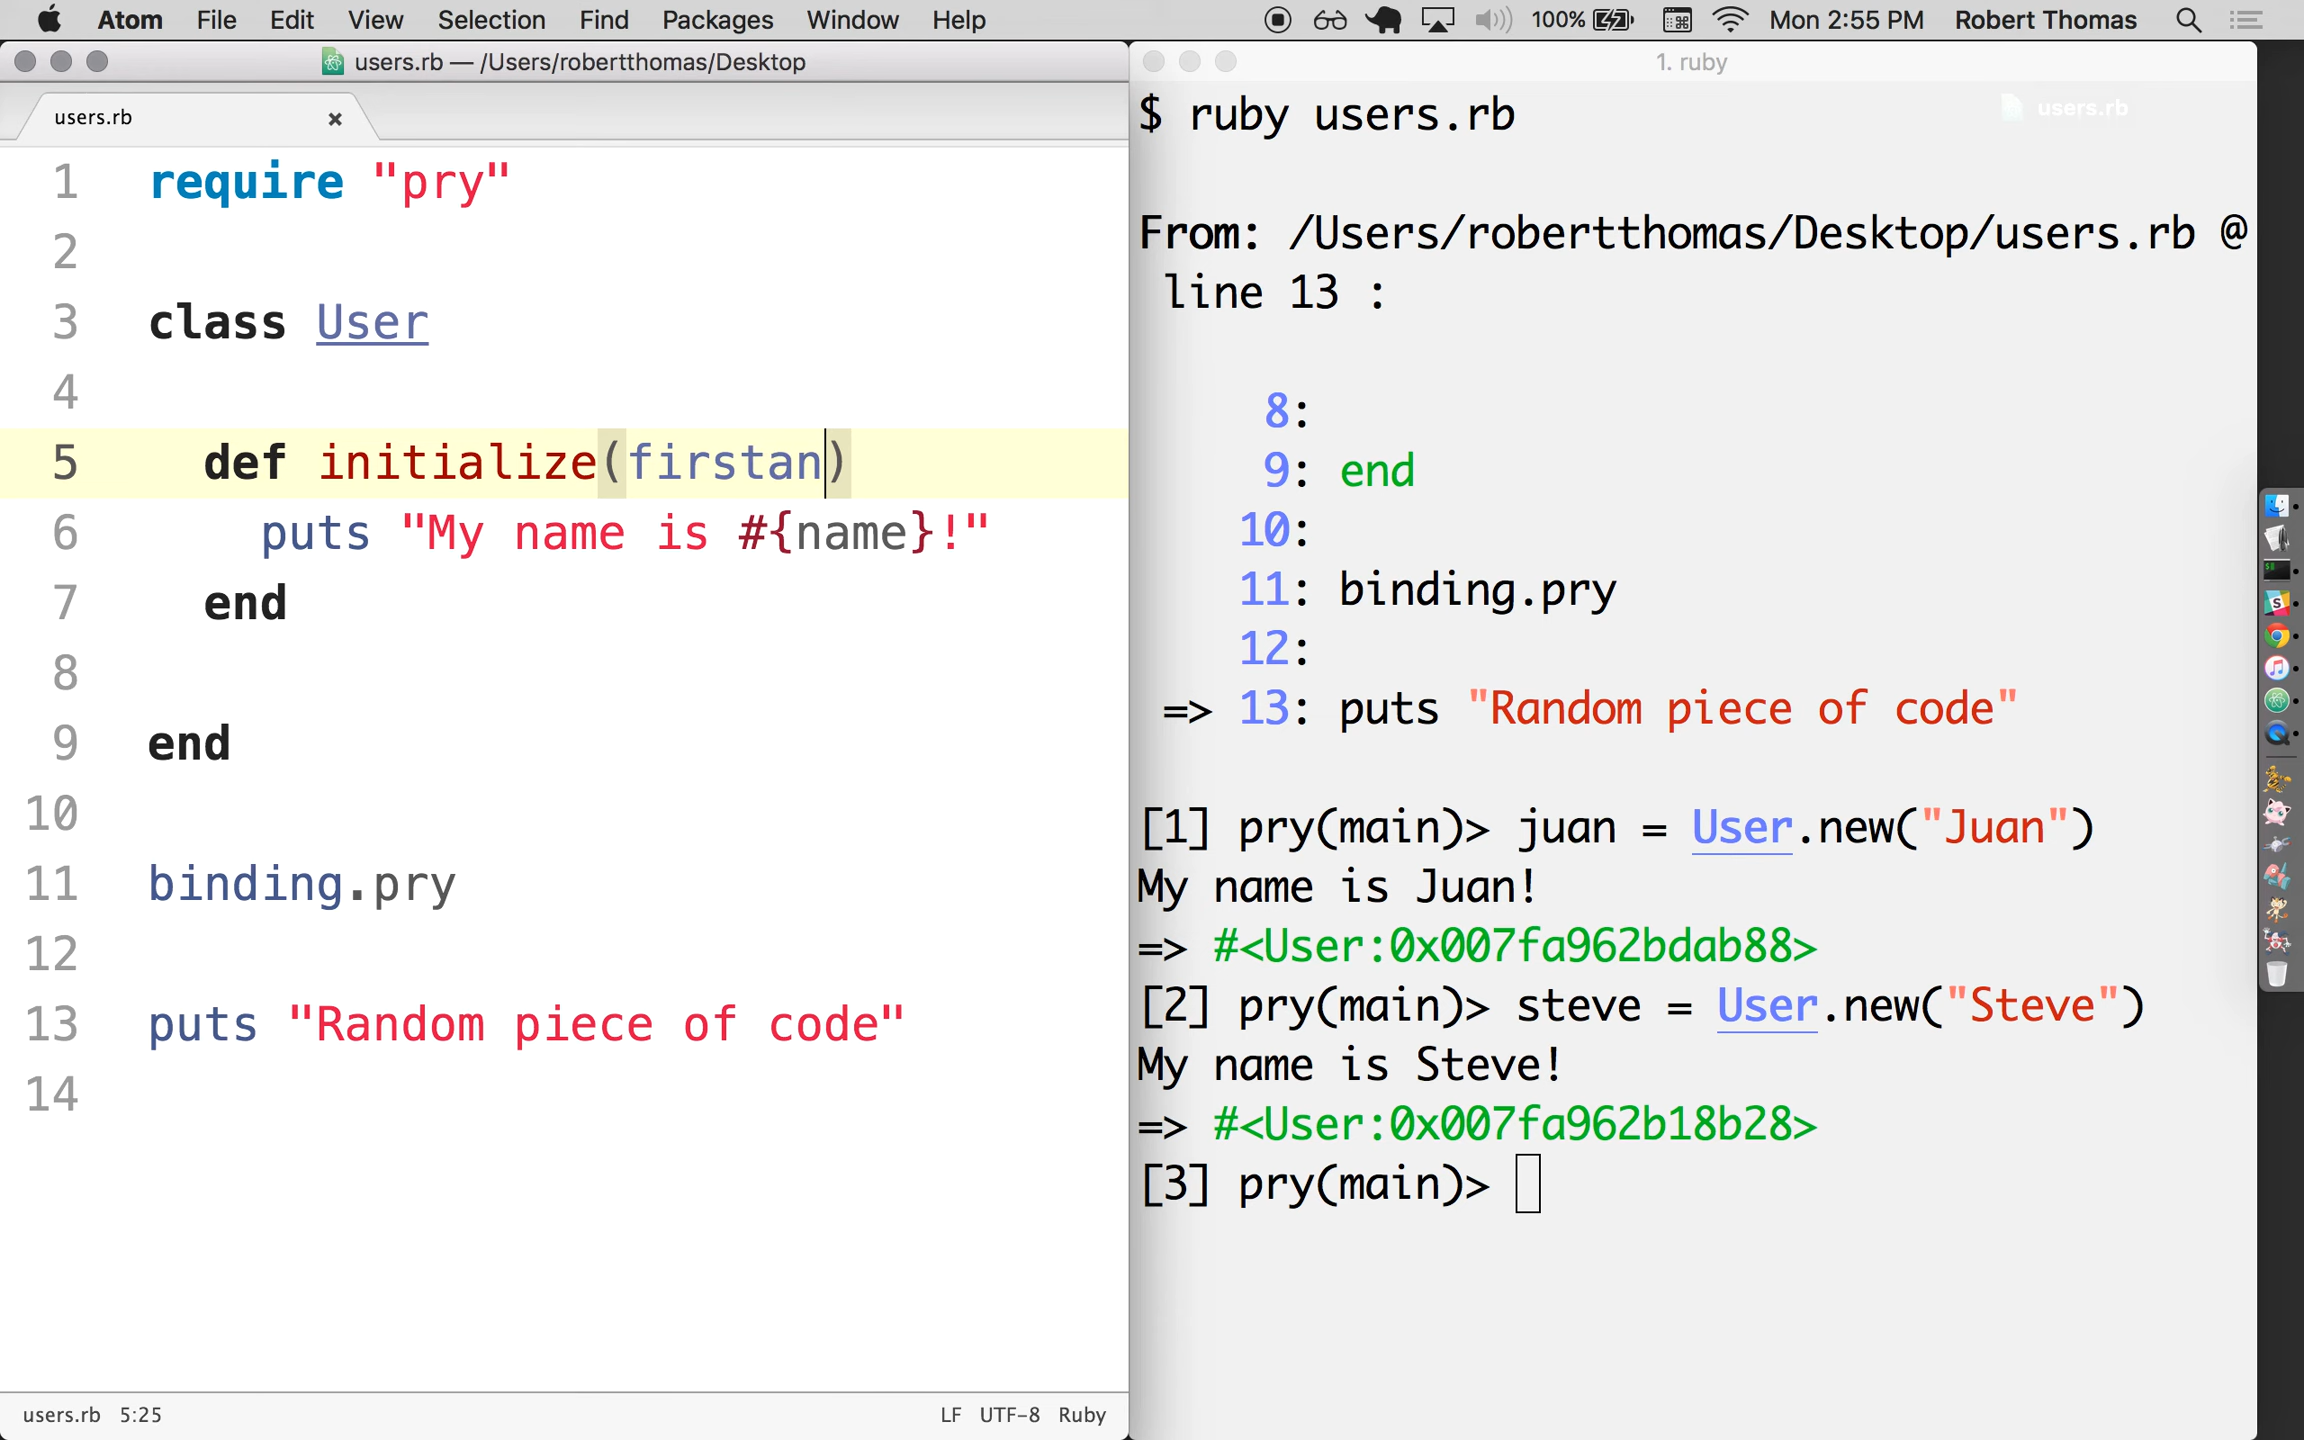 Atom File Edit View Selection Find Packages Window Help 100% Mon 2:55 PM Robert Thomas
users.rb — /Users/robertthomas/Desktop
users.rb
1 require "pry"
2
3 class User
4
5 def initialize(firstan)
6 puts "My name is #{name}!"
7 end
8
9 end
10
11 binding.pry
12
13 puts "Random piece of code"
14
users.rb 5:25 LF UTF-8 Ruby
1. ruby
users.rb
$ ruby users.rb
From: /Users/robertthomas/Desktop/users.rb @
line 13 :
8:
9: end
10:
11: binding.pry
12:
=> 13: puts "Random piece of code"
[1] pry(main)> juan = User.new("Juan")
My name is Juan!
=> #<User:0x007fa962bdab88>
[2] pry(main)> steve = User.new("Steve")
My name is Steve!
=> #<User:0x007fa962b18b28>
[3] pry(main)>